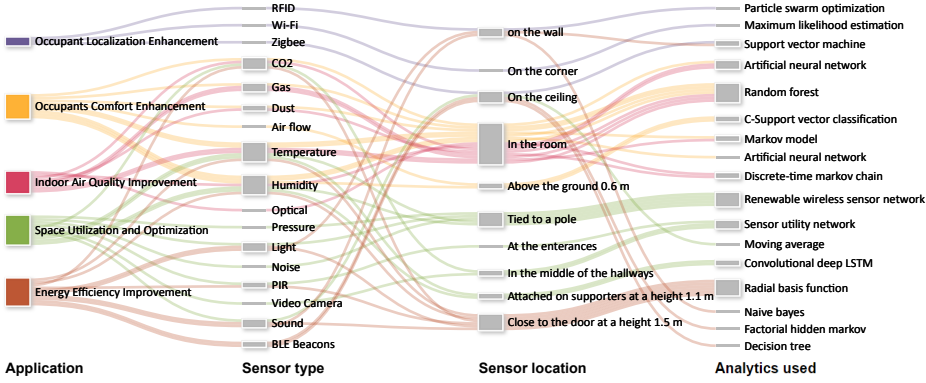 Occupant Localization Enhancement
Occupants Comfort Enhancement
Indoor Air Quality Improvement
Space Utilization and Optimization
Energy Efficiency Improvement
Application
RFID
Wi-Fi
Zigbee
CO2
Gas
Dust
Air flow
Temperature
Humidity
Optical
Pressure
Light
Noise
PIR
Video Camera
Sound
BLE Beacons
Sensor type
on the wall
On the corner
On the ceiling
In the room
Above the ground 0.6 m
Tied to a pole
At the enterances
In the middle of the hallways
Attached on supporters at a height 1.1 m
Close to the door at a height 1.5 m
Sensor location
Particle swarm optimization
Maximum likelihood estimation
Support vector machine
Artificial neural network
Random forest
C-Support vector classification
Markov model
Artificial neural network
Discrete-time markov chain
Renewable wireless sensor network
Sensor utility network
Moving average
Convolutional deep LSTM
Radial basis function
Naive bayes
Factorial hidden markov
Decision tree
Analytics used